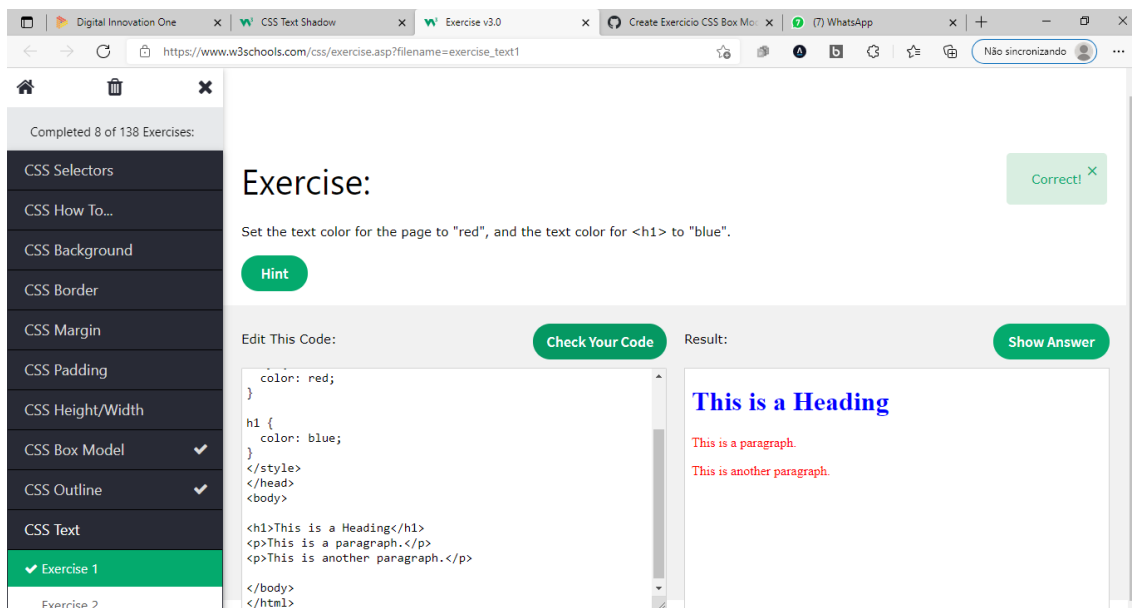 Digital Innovation One
CSS Text Shadow
Exercise v3.0
Create Exercicio CSS Box Mod
(7) WhatsApp
https://www.w3schools.com/css/exercise.asp?filename=exercise_text1
Não sincronizando
Completed 8 of 138 Exercises:
CSS Selectors
CSS How To...
CSS Background
CSS Border
CSS Margin
CSS Padding
CSS Height/Width
CSS Box Model
CSS Outline
CSS Text
Exercise 1
Exercise 2
Exercise:
Correct!
Set the text color for the page to "red", and the text color for <h1> to "blue".
Hint
Edit This Code:
Check Your Code
color: red;
}
h1 {
color: blue;
}
</style>
</head>
<body>
<h1>This is a Heading</h1>
<p>This is a paragraph.</p>
<p>This is another paragraph.</p>
</body>
</html>
Result:
Show Answer
This is a Heading
This is a paragraph.
This is another paragraph.